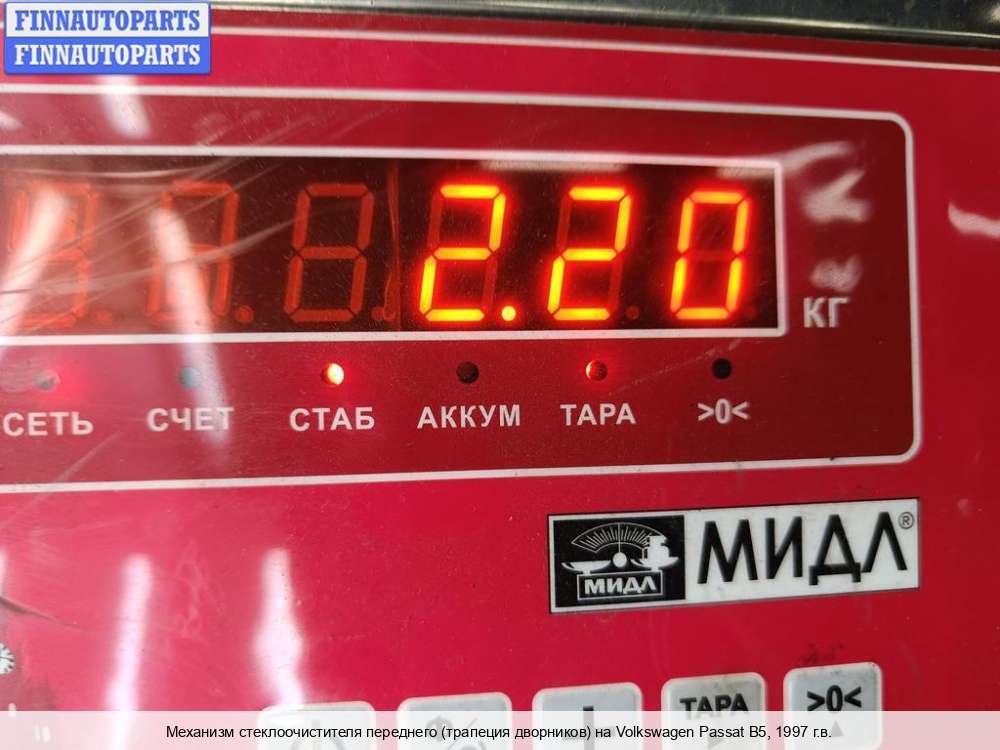 FINNAUTOPARTS
FINNAUTOPARTS
2.20
КГ
СЕТЬ СЧЕТ СТАБ АККУМ ТАРА >0<
МИДЛ МИДЛ®
ТАРА >0<
Механизм стеклоочистителя переднего (трапеция дворников) на Volkswagen Passat B5, 1997 г.в.